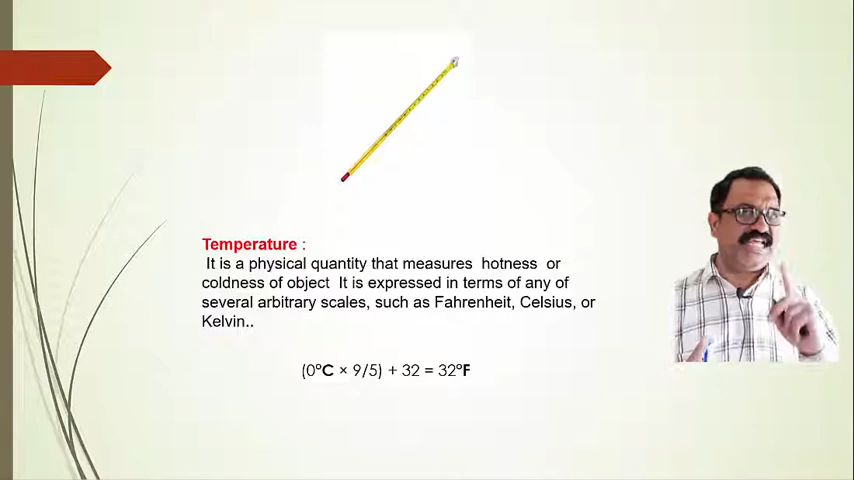 Temperature :
It is a physical quantity that measures hotness or
coldness of object It is expressed in terms of any of
several arbitrary scales, such as Fahrenheit, Celsius, or
Kelvin..
(0°C × 9/5) + 32 = 32°F